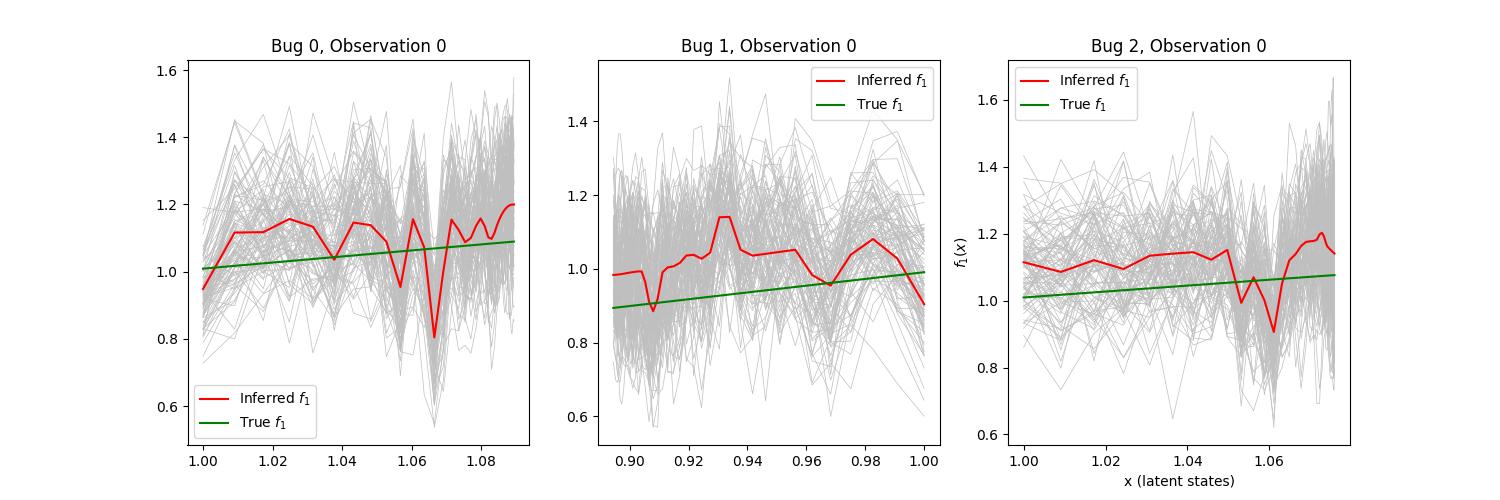 Bug 0, Observation 0
1.6
1.4
1.2
1.0
0.8
0.6
Inferred f₁
True f₁
1.00 1.02 1.04 1.06 1.08
Bug 1, Observation 0
1.4
1.2
1.0
0.8
0.6
Inferred f₁
True f₁
0.90 0.92 0.94 0.96 0.98 1.00
Bug 2, Observation 0
f₁(x)
1.6
1.4
1.2
1.0
0.8
0.6
Inferred f₁
True f₁
1.00 1.02 1.04 1.06
x (latent states)